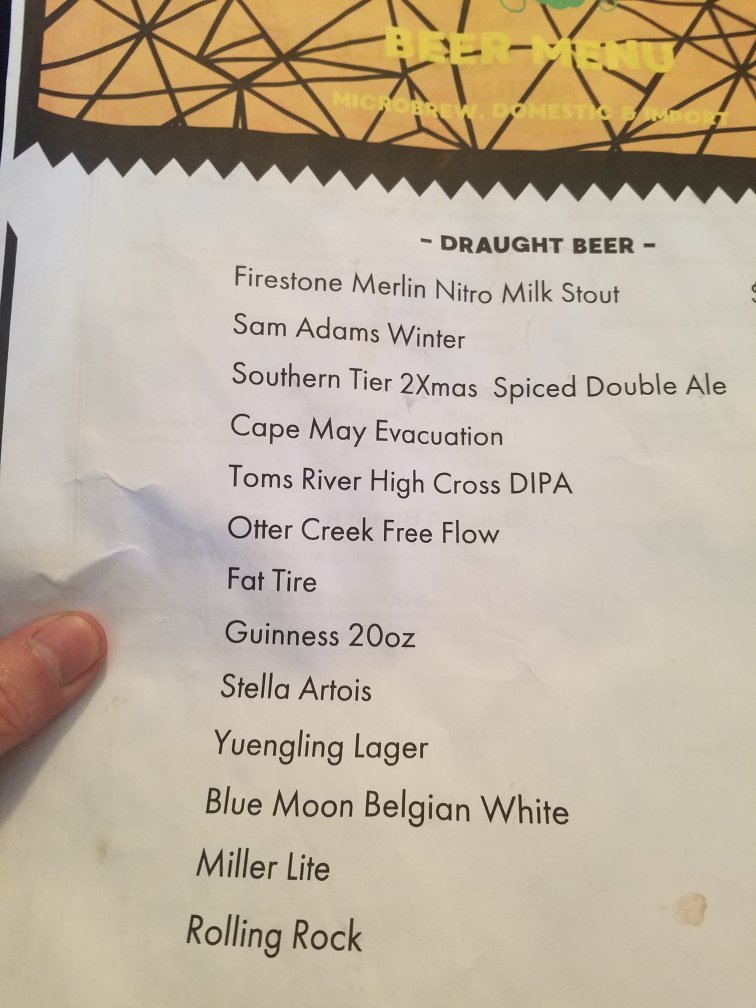 BEER MENU
MICROBREW, DOMESTIC & IMPORT
- DRAUGHT BEER -
Firestone Merlin Nitro Milk Stout $
Sam Adams Winter
Southern Tier 2Xmas Spiced Double Ale
Cape May Evacuation
Toms River High Cross DIPA
Otter Creek Free Flow
Fat Tire
Guinness 20oz
Stella Artois
Yuengling Lager
Blue Moon Belgian White
Miller Lite
Rolling Rock